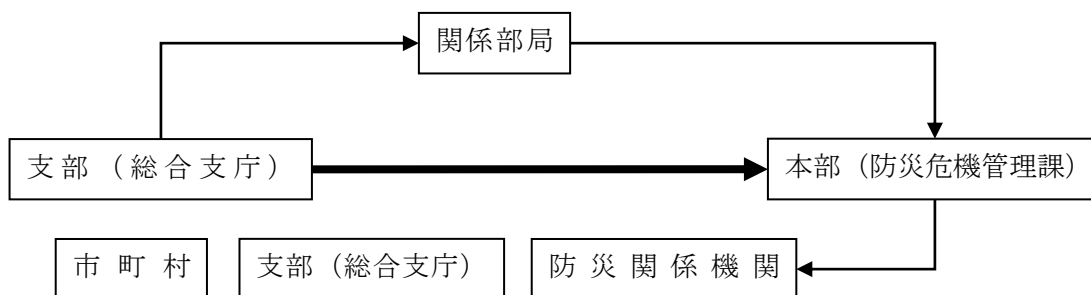 関係部局
支部（総合支庁）
本部（防災危機管理課）
市町村
支部（総合支庁）
防災関係機関